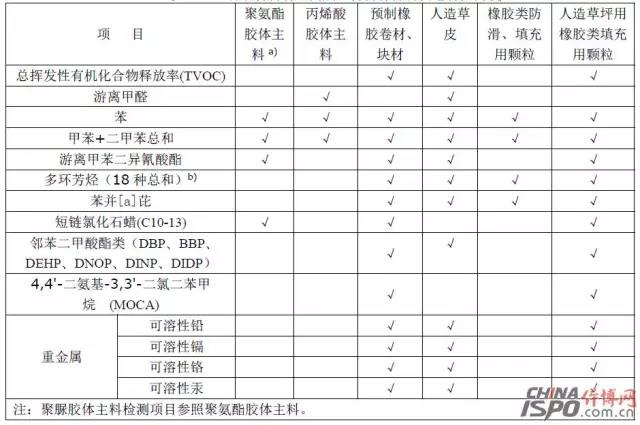 项 目 聚氨酯胶体主料 a) 丙烯酸胶体主料 预制橡胶卷材、块材 人造草皮 橡胶类防滑、填充用颗粒 人造草坪用橡胶类填充用颗粒
总挥发性有机化合物释放率(TVOC) √ √ √
游离甲醛 √ √
苯 √ √ √ √ √ √
甲苯+二甲苯总和 √ √ √ √ √ √
游离甲苯二异氰酸酯 √ √ √ √
多环芳烃（18 种总和）b) √ √ √ √
苯并[a]芘 √ √ √ √
短链氯化石蜡(C10-13) √ √ √
邻苯二甲酸酯类（DBP、BBP、
DEHP、DNOP、DINP、DIDP） √ √ √
4,4'-二氨基-3,3'-二氯二苯甲
烷 (MOCA) √ √
重金属 可溶性铅 √ √ √
可溶性镉 √ √ √
可溶性铬 √ √ √
可溶性汞 √ √ √
注：聚脲胶体主料检测项目参照聚氨酯胶体主料。
CHINA
ISPO.com.cn